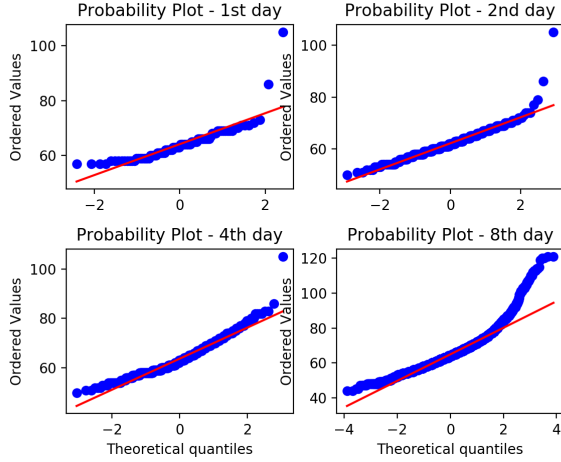 Probability Plot - 1st day
Ordered Values
100
80
60
−2
0
2
Probability Plot - 2nd day
Ordered Values
100
80
60
−2
0
2
Probability Plot - 4th day
Ordered Values
100
80
60
−2
0
2
Theoretical quantiles
Probability Plot - 8th day
Ordered Values
120
100
80
60
40
−4
−2
0
2
4
Theoretical quantiles